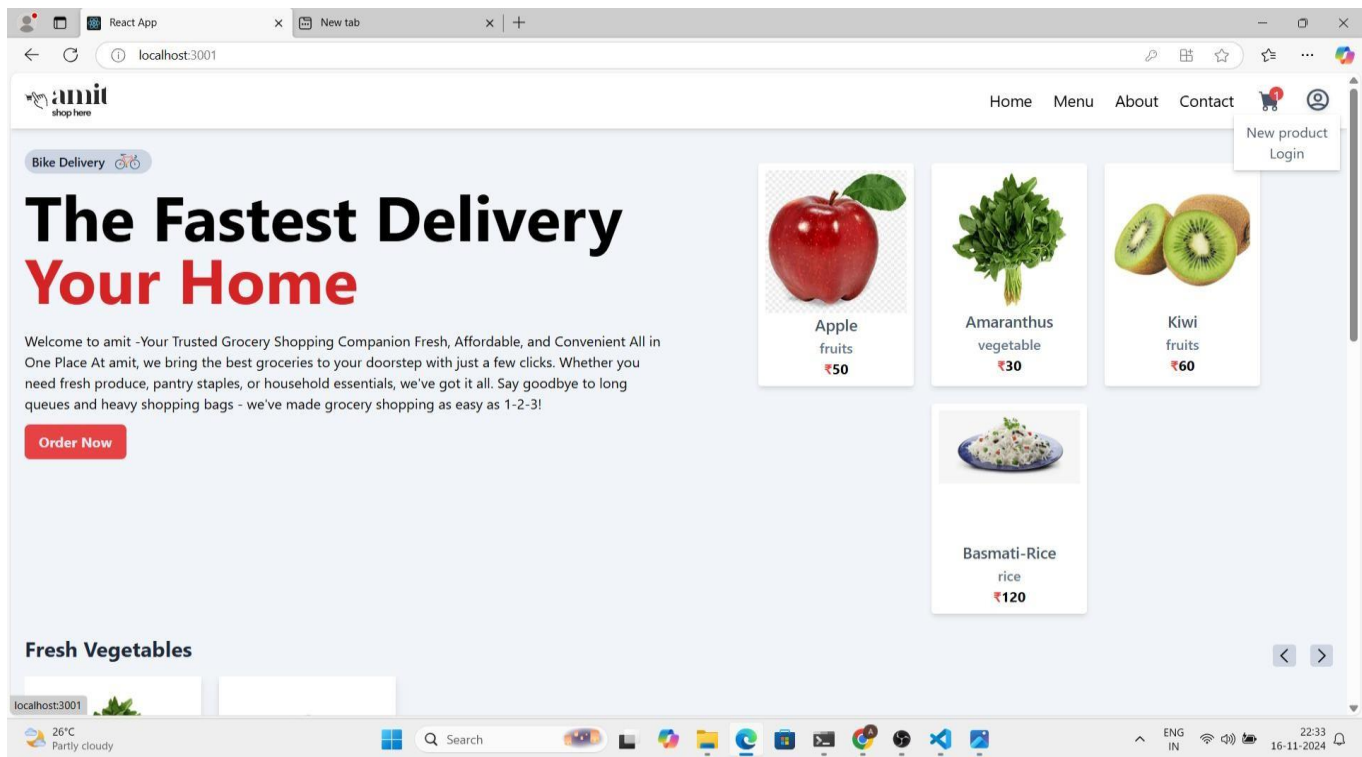 React App
New tab
localhost:3001
amit
shop here
Home Menu About Contact 1
New product
Login
Bike Delivery
The Fastest Delivery
Your Home
Welcome to amit -Your Trusted Grocery Shopping Companion Fresh, Affordable, and Convenient All in
One Place At amit, we bring the best groceries to your doorstep with just a few clicks. Whether you
need fresh produce, pantry staples, or household essentials, we've got it all. Say goodbye to long
queues and heavy shopping bags - we've made grocery shopping as easy as 1-2-3!
Order Now
Apple
fruits
₹50
Amaranthus
vegetable
₹30
Kiwi
fruits
₹60
Basmati-Rice
rice
₹120
Fresh Vegetables
localhost:3001
26°C
Partly cloudy
Search
A
ENG
IN
22:33
16-11-2024